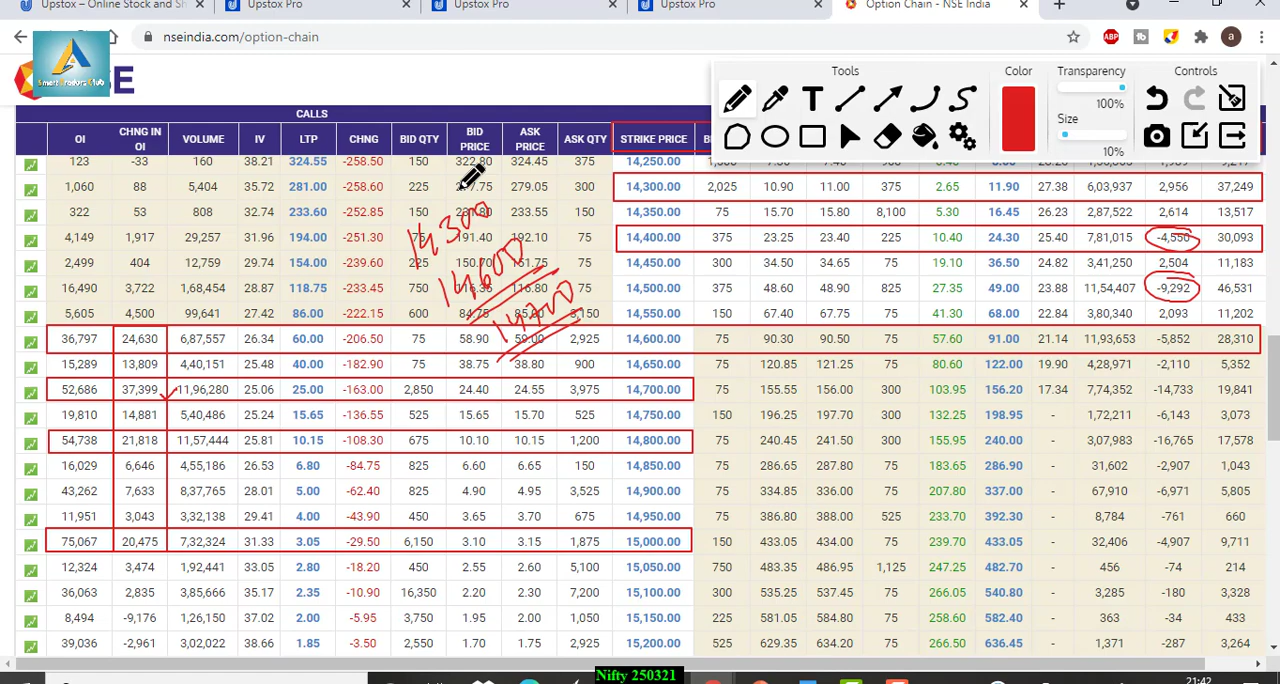 Upstox – Online Stock and Sh
Upstox Pro
Upstox Pro
Upstox Pro
Option Chain - NSE India
nseindia.com/option-chain
ABP
a
Smart Traders Club
E
Tools Color Transparency Controls
100%
Size
10%
CALLS
OI CHNG IN OI VOLUME IV LTP CHNG BID QTY BID PRICE ASK PRICE ASK QTY STRIKE PRICE
123 -33 160 38.21 324.55 -258.50 150 322.80 324.45 375 14,250.00
1,060 88 5,404 35.72 281.00 -258.60 225 279.05 300 14,300.00 2,025 10.90 11.00 375 2.65 11.90 27.38 6,03,937 2,956 37,249
322 53 808 32.74 233.60 -252.85 150 231.80 233.55 150 14,350.00 75 15.70 15.80 8,100 5.30 16.45 26.23 2,87,522 2,614 13,517
4,149 1,917 29,257 31.96 194.00 -251.30 75 191.40 192.10 75 14,400.00 375 23.25 23.40 225 10.40 24.30 25.40 7,81,015 -4,550 30,093
2,499 404 12,759 29.74 154.00 -239.60 225 151.75 75 14,450.00 300 34.50 34.65 75 19.10 36.50 24.82 3,41,250 2,504 11,183
16,490 3,722 1,68,454 28.87 118.75 -233.45 750 116.35 116.80 75 14,500.00 375 48.60 48.90 825 27.35 49.00 23.88 11,54,407 -9,292 46,531
5,605 4,500 99,641 27.42 86.00 -222.15 600 84.75 3,150 14,550.00 150 67.40 67.75 75 41.30 68.00 22.84 3,80,340 2,093 11,202
36,797 24,630 6,87,557 26.34 60.00 -206.50 75 58.90 59.00 2,925 14,600.00 75 90.30 90.50 75 57.60 91.00 21.14 11,93,653 -5,852 28,310
15,289 13,809 4,40,151 25.48 40.00 -182.90 75 38.75 38.80 800 14,650.00 75 120.85 121.25 75 80.60 122.00 19.90 4,28,971 -2,110 5,352
52,686 37,399 11,96,280 25.06 25.00 -163.00 2,850 24.40 24.55 3,975 14,700.00 75 155.55 156.00 300 103.95 156.20 17.34 7,74,352 -14,733 19,841
19,810 14,881 5,40,486 25.24 15.65 -136.55 525 15.65 15.70 525 14,750.00 150 196.25 197.70 300 132.25 198.95 - 1,72,211 -6,143 3,073
54,738 21,818 11,57,444 25.81 10.15 -108.30 675 10.10 10.15 1,200 14,800.00 75 240.45 241.50 300 155.95 240.00 - 3,07,983 -16,765 17,578
16,029 6,646 4,55,186 26.53 6.80 -84.75 825 6.60 6.65 150 14,850.00 75 286.65 287.80 75 183.65 286.90 - 31,602 -2,907 1,043
43,262 7,633 8,37,765 28.01 5.00 -62.40 825 4.90 4.95 3,525 14,900.00 75 334.85 336.00 75 207.80 337.00 - 67,910 -6,971 5,805
11,951 3,043 3,32,138 29.41 4.00 -43.90 450 3.65 3.70 675 14,950.00 75 386.80 388.00 525 233.70 392.30 - 8,784 -761 660
75,067 20,475 7,32,324 31.33 3.05 -29.50 6,150 3.10 3.15 1,875 15,000.00 150 433.05 434.00 75 239.70 433.05 - 32,406 -4,907 9,711
12,324 3,474 1,92,441 33.05 2.80 -18.20 450 2.55 2.60 5,100 15,050.00 750 483.35 486.95 1,125 247.25 482.70 - 456 -74 214
36,063 2,835 3,85,666 35.17 2.35 -10.90 16,350 2.20 2.30 7,200 15,100.00 300 535.25 537.45 75 266.05 540.80 - 3,285 -180 3,328
8,494 -9,176 1,26,150 37.02 2.00 -5.95 3,750 1.95 2.00 1,050 15,150.00 225 581.05 584.80 75 258.60 582.40 - 363 -34 433
39,036 -2,961 3,02,022 38.66 1.85 -3.50 2,550 1.70 1.75 2,925 15,200.00 525 629.35 634.20 75 266.50 636.45 - 1,371 -287 3,264
14300
14600
14700
Nifty 250321
21:42